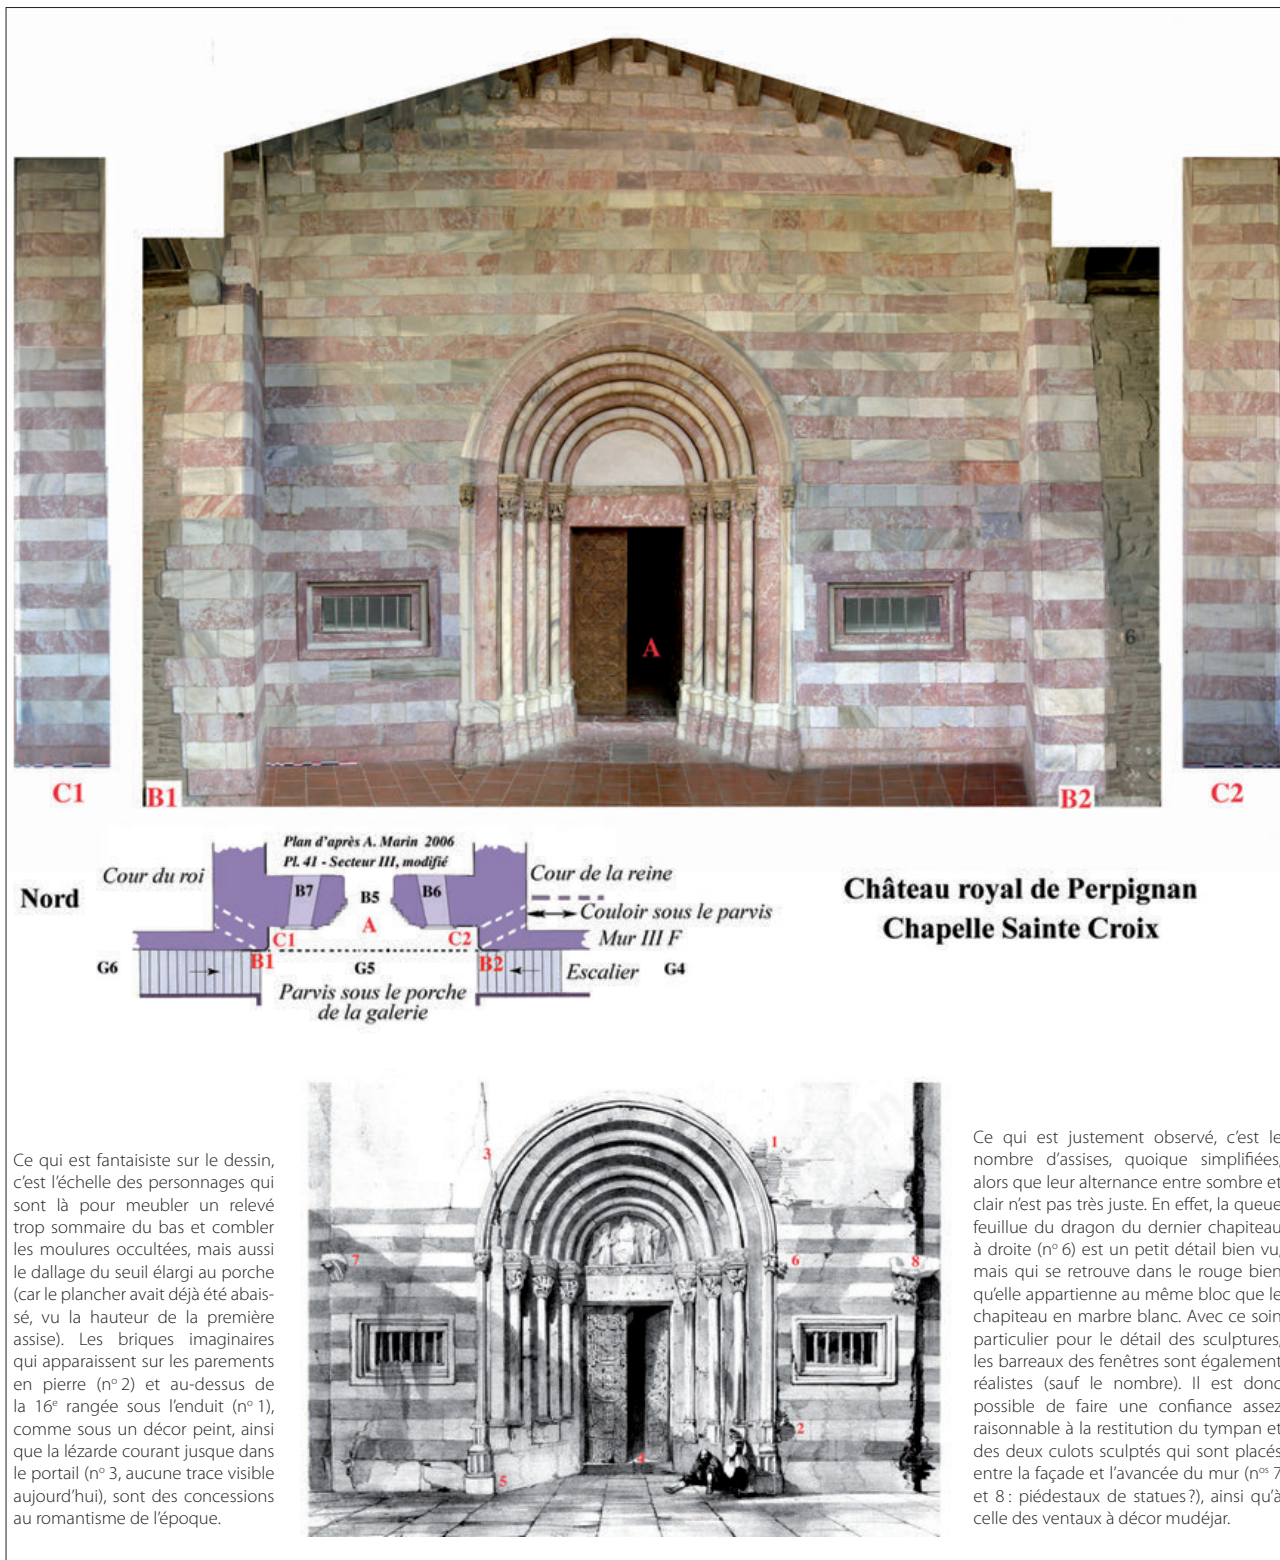 A
6
C1
B1
B2
C2
Plan d'après A. Marin 2006
Pl. 41 - Secteur III, modifié
Nord
Cour du roi
B7
B5
B6
Cour de la reine
A
Couloir sous le parvis
C1
C2
Mur III F
B1
B2
G6
G5
Escalier
G4
Parvis sous le porche
de la galerie
Château royal de Perpignan
Chapelle Sainte Croix
Ce qui est fantaisiste sur le dessin,
c'est l'échelle des personnages qui
sont là pour meubler un relevé
trop sommaire du bas et combler
les moulures occultées, mais aussi
le dallage du seuil élargi au porche
(car le plancher avait déjà été abais-
sé, vu la hauteur de la première
assise). Les briques imaginaires
qui apparaissent sur les parements
en pierre (nº 2) et au-dessus de
la 16e rangée sous l'enduit (nº 1),
comme sous un décor peint, ainsi
que la lézarde courant jusque dans
le portail (nº 3, aucune trace visible
aujourd'hui), sont des concessions
au romantisme de l'époque.
1
3
7
6
8
2
4
5
Ce qui est justement observé, c'est le
nombre d'assises, quoique simplifiées,
alors que leur alternance entre sombre et
clair n'est pas très juste. En effet, la queue
feuillue du dragon du dernier chapiteau
à droite (nº 6) est un petit détail bien vu,
mais qui se retrouve dans le rouge bien
qu'elle appartienne au même bloc que le
chapiteau en marbre blanc. Avec ce soin
particulier pour le détail des sculptures,
les barreaux des fenêtres sont également
réalistes (sauf le nombre). Il est donc
possible de faire une confiance assez
raisonnable à la restitution du tympan et
des deux culots sculptés qui sont placés
entre la façade et l'avancée du mur (nos 7
et 8 : piédestaux de statues ?), ainsi qu'à
celle des ventaux à décor mudéjar.